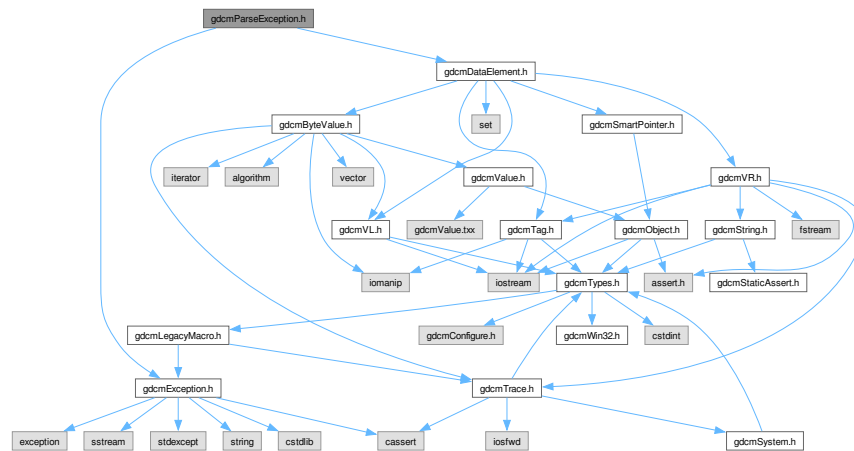 gdcmParseException.h
gdcmDataElement.h
gdcmByteValue.h
set
gdcmSmartPointer.h
iterator
algorithm
vector
gdcmValue.h
gdcmVR.h
gdcmVL.h
gdcmValue.txx
gdcmTag.h
gdcmObject.h
gdcmString.h
fstream
iomanip
iostream
gdcmTypes.h
assert.h
gdcmStaticAssert.h
gdcmLegacyMacro.h
gdcmConfigure.h
gdcmWin32.h
cstdint
gdcmException.h
gdcmTrace.h
exception
sstream
stdexcept
string
cstdlib
cassert
iosfwd
gdcmSystem.h